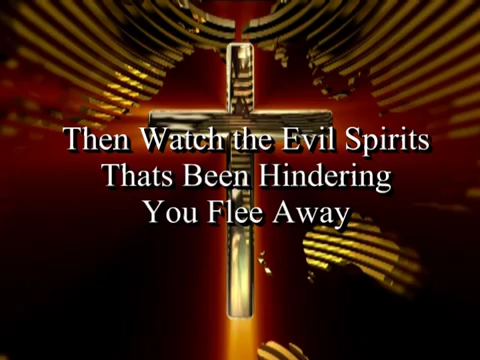 Then Watch the Evil Spirits
Thats Been Hindering
You Flee Away